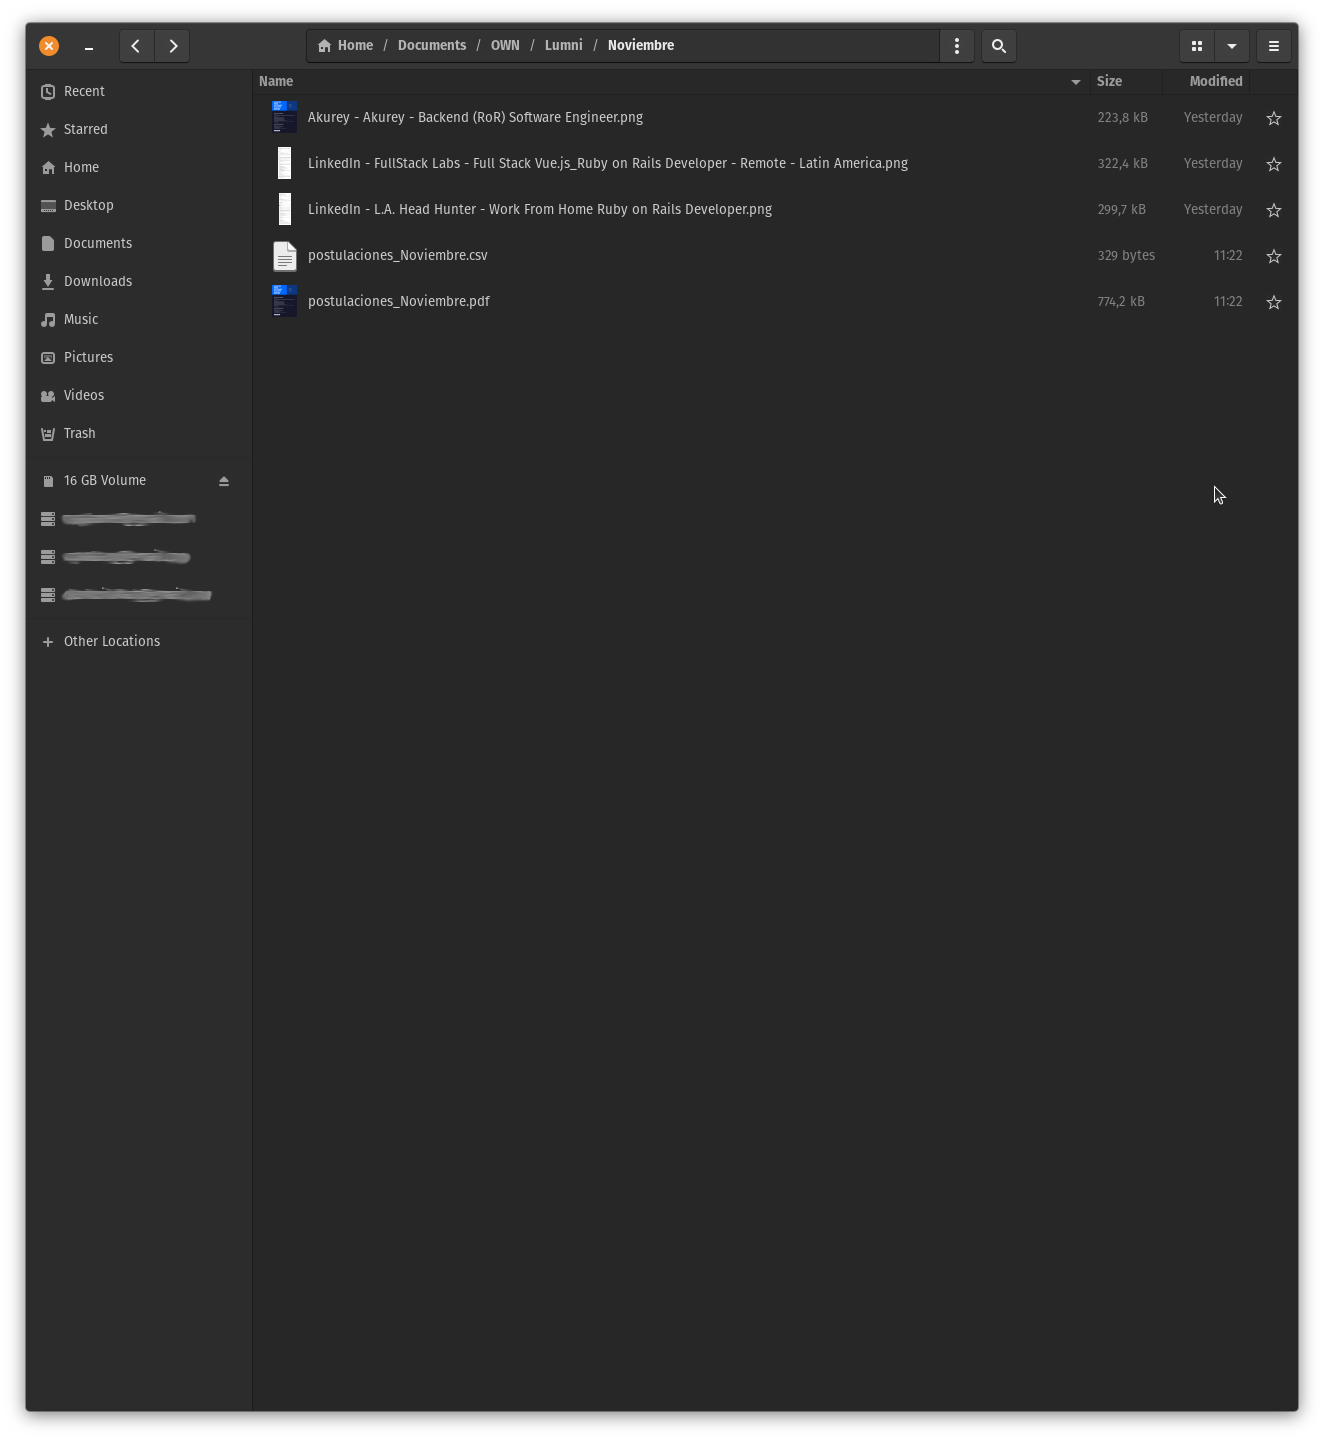 Home / Documents / OWN / Lumni / Noviembre
Name Size Modified
Recent
Starred
Home
Desktop
Documents
Downloads
Music
Pictures
Videos
Trash
16 GB Volume
Other Locations
Akurey - Akurey - Backend (RoR) Software Engineer.png 223,8 kB Yesterday
LinkedIn - FullStack Labs - Full Stack Vue.js_Ruby on Rails Developer - Remote - Latin America.png 322,4 kB Yesterday
LinkedIn - L.A. Head Hunter - Work From Home Ruby on Rails Developer.png 299,7 kB Yesterday
postulaciones_Noviembre.csv 329 bytes 11:22
postulaciones_Noviembre.pdf 774,2 kB 11:22